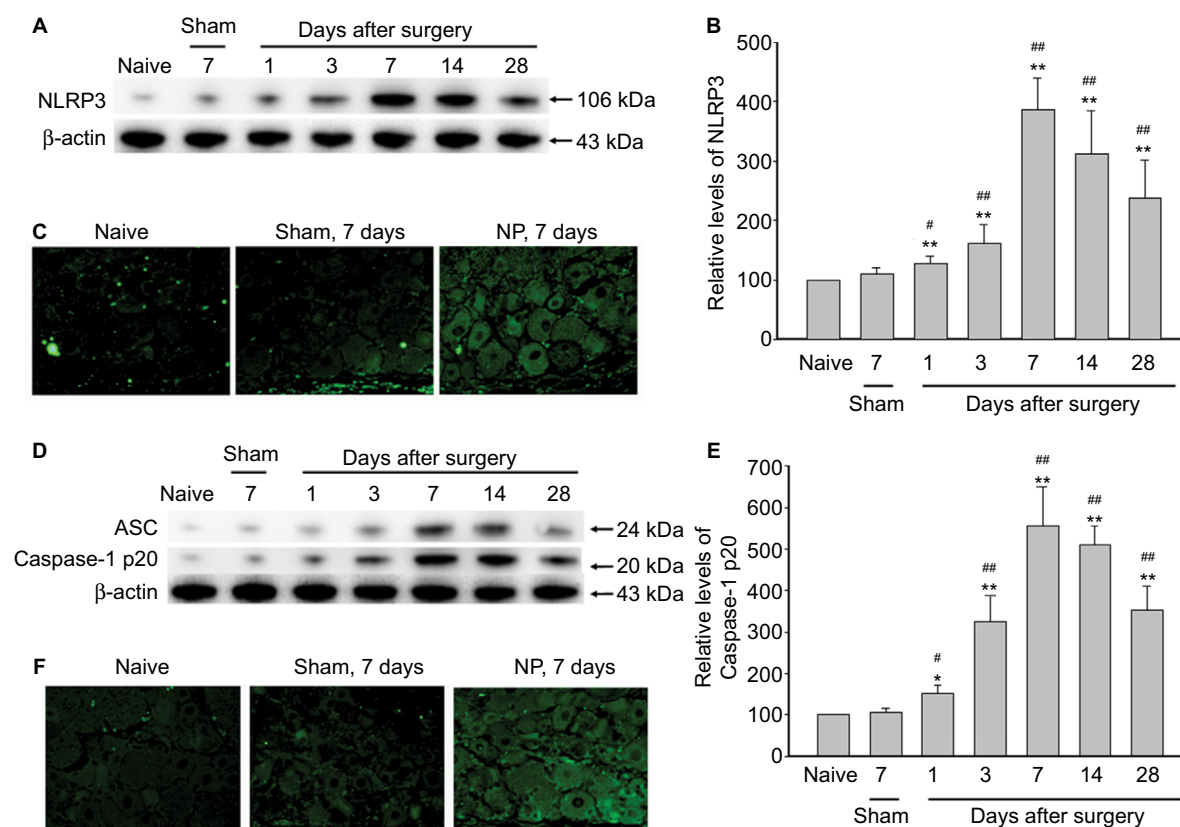 A
Sham
Days after surgery
Naive 7 1 3 7 14 28
NLRP3 106 kDa
β-actin 43 kDa
B
Relative levels of NLRP3
500
400
300
200
100
0
#
**
##
**
##
**
##
**
##
**
Naive 7 1 3 7 14 28
Sham Days after surgery
C
Naive Sham, 7 days NP, 7 days
D
Sham
Days after surgery
Naive 7 1 3 7 14 28
ASC 24 kDa
Caspase-1 p20 20 kDa
β-actin 43 kDa
E
Relative levels of
Caspase-1 p20
700
600
500
400
300
200
100
0
#
*
##
**
##
**
##
**
##
**
Naive 7 1 3 7 14 28
Sham Days after surgery
F
Naive Sham, 7 days NP, 7 days